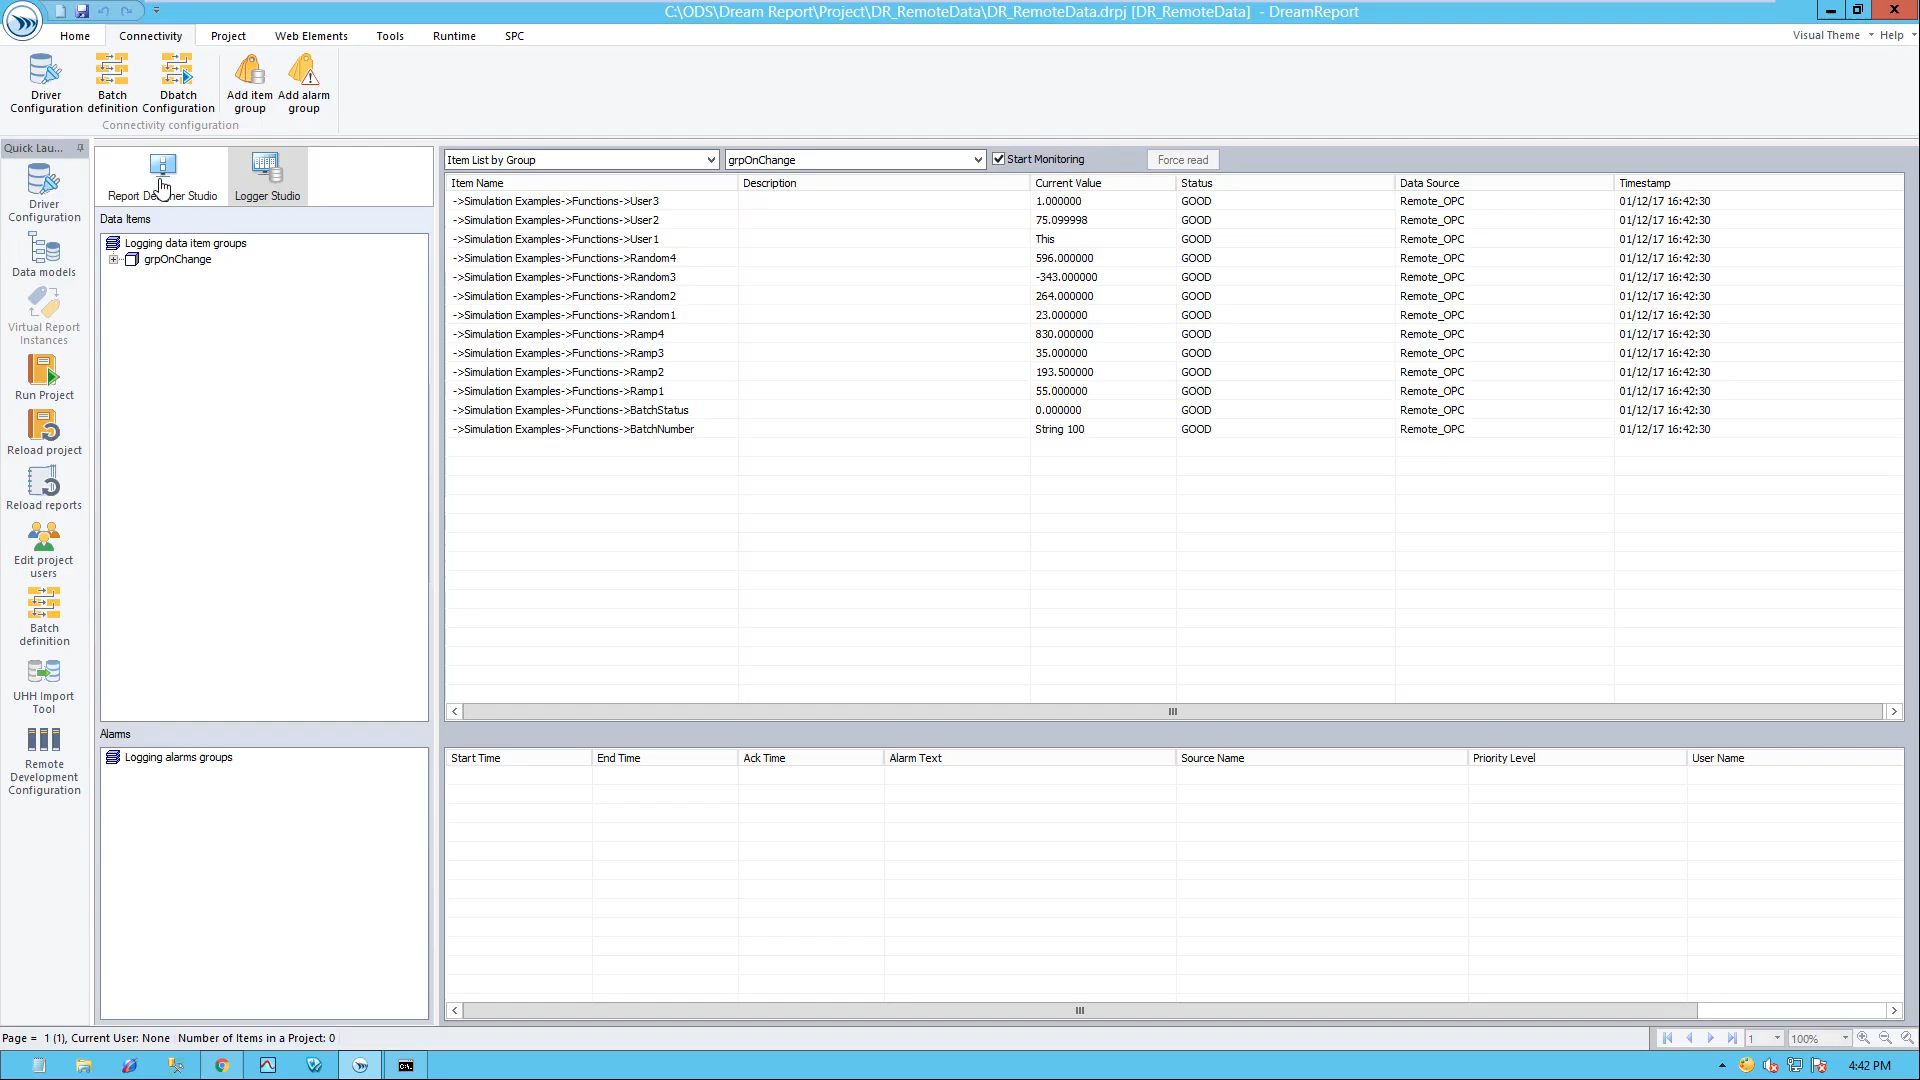 C:\ODS\Dream Report\Project\DR_RemoteData\DR_RemoteData.drpj [DR_RemoteData] - DreamReport
Home Connectivity Project Web Elements Tools Runtime SPC Visual Theme Help
Driver Configuration
Batch definition
Dbatch Configuration
Add item group
Add alarm group
Connectivity configuration
Quick Lau...
Driver
Configuration
Data models
Virtual Report
Instances
Run Project
Reload project
Reload reports
Edit project
users
Batch
definition
UHH Import
Tool
Remote
Development
Configuration
Report Designer Studio Logger Studio
Data Items
Logging data item groups
grpOnChange
Alarms
Logging alarms groups
Item List by Group grpOnChange Start Monitoring Force read
Item Name Description Current Value Status Data Source Timestamp
->Simulation Examples->Functions->User3 1.000000 GOOD Remote_OPC 01/12/17 16:42:30
->Simulation Examples->Functions->User2 75.099998 GOOD Remote_OPC 01/12/17 16:42:30
->Simulation Examples->Functions->User1 This GOOD Remote_OPC 01/12/17 16:42:30
->Simulation Examples->Functions->Random4 596.000000 GOOD Remote_OPC 01/12/17 16:42:30
->Simulation Examples->Functions->Random3 -343.000000 GOOD Remote_OPC 01/12/17 16:42:30
->Simulation Examples->Functions->Random2 264.000000 GOOD Remote_OPC 01/12/17 16:42:30
->Simulation Examples->Functions->Random1 23.000000 GOOD Remote_OPC 01/12/17 16:42:30
->Simulation Examples->Functions->Ramp4 830.000000 GOOD Remote_OPC 01/12/17 16:42:30
->Simulation Examples->Functions->Ramp3 35.000000 GOOD Remote_OPC 01/12/17 16:42:30
->Simulation Examples->Functions->Ramp2 193.500000 GOOD Remote_OPC 01/12/17 16:42:30
->Simulation Examples->Functions->Ramp1 55.000000 GOOD Remote_OPC 01/12/17 16:42:30
->Simulation Examples->Functions->BatchStatus 0.000000 GOOD Remote_OPC 01/12/17 16:42:30
->Simulation Examples->Functions->BatchNumber String 100 GOOD Remote_OPC 01/12/17 16:42:30
Start Time End Time Ack Time Alarm Text Source Name Priority Level User Name
Page = 1 (1), Current User: None Number of Items in a Project: 0 1 100%
4:42 PM